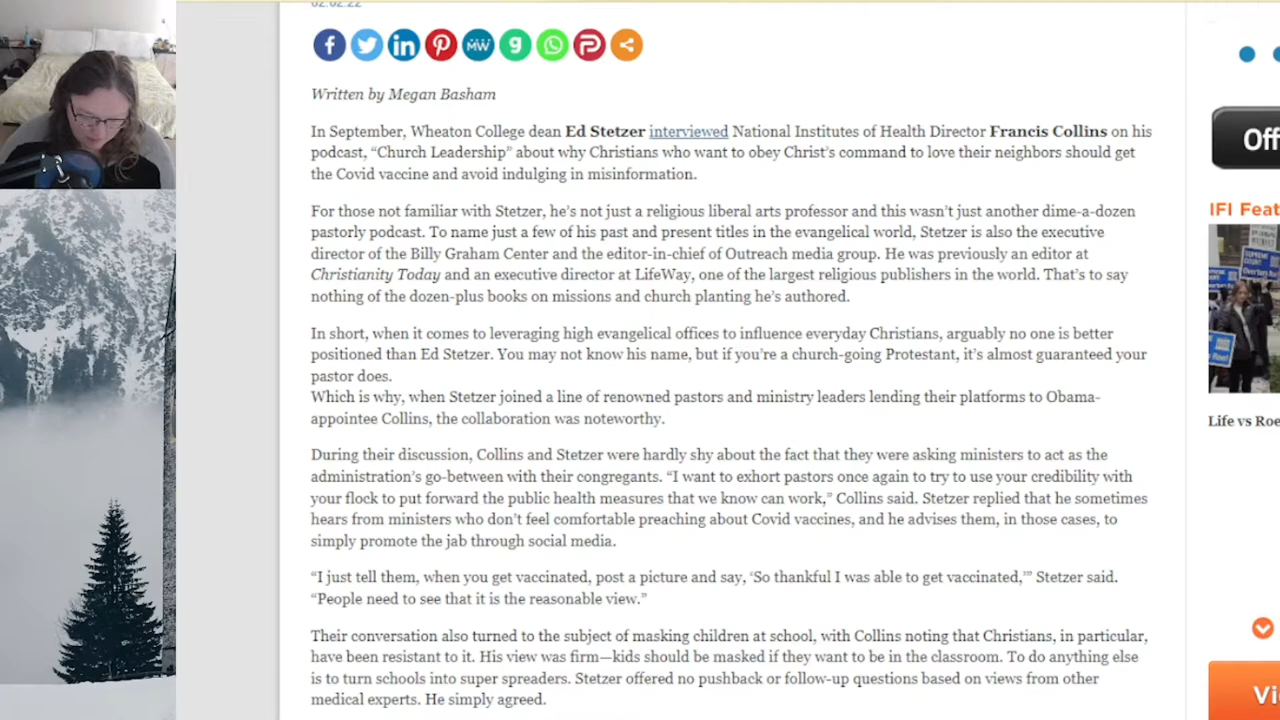 02.02.22
MW
Written by Megan Basham
In September, Wheaton College dean Ed Stetzer interviewed National Institutes of Health Director Francis Collins on his
podcast, “Church Leadership” about why Christians who want to obey Christ’s command to love their neighbors should get
the Covid vaccine and avoid indulging in misinformation.
For those not familiar with Stetzer, he’s not just a religious liberal arts professor and this wasn’t just another dime-a-dozen
pastorly podcast. To name just a few of his past and present titles in the evangelical world, Stetzer is also the executive
director of the Billy Graham Center and the editor-in-chief of Outreach media group. He was previously an editor at
Christianity Today and an executive director at LifeWay, one of the largest religious publishers in the world. That’s to say
nothing of the dozen-plus books on missions and church planting he’s authored.
In short, when it comes to leveraging high evangelical offices to influence everyday Christians, arguably no one is better
positioned than Ed Stetzer. You may not know his name, but if you’re a church-going Protestant, it’s almost guaranteed your
pastor does.
Which is why, when Stetzer joined a line of renowned pastors and ministry leaders lending their platforms to Obama-
appointee Collins, the collaboration was noteworthy.
During their discussion, Collins and Stetzer were hardly shy about the fact that they were asking ministers to act as the
administration’s go-between with their congregants. “I want to exhort pastors once again to try to use your credibility with
your flock to put forward the public health measures that we know can work,” Collins said. Stetzer replied that he sometimes
hears from ministers who don’t feel comfortable preaching about Covid vaccines, and he advises them, in those cases, to
simply promote the jab through social media.
“I just tell them, when you get vaccinated, post a picture and say, ‘So thankful I was able to get vaccinated,’” Stetzer said.
“People need to see that it is the reasonable view.”
Their conversation also turned to the subject of masking children at school, with Collins noting that Christians, in particular,
have been resistant to it. His view was firm—kids should be masked if they want to be in the classroom. To do anything else
is to turn schools into super spreaders. Stetzer offered no pushback or follow-up questions based on views from other
medical experts. He simply agreed.
Off
IFI Feat
Life vs Roe
Vi